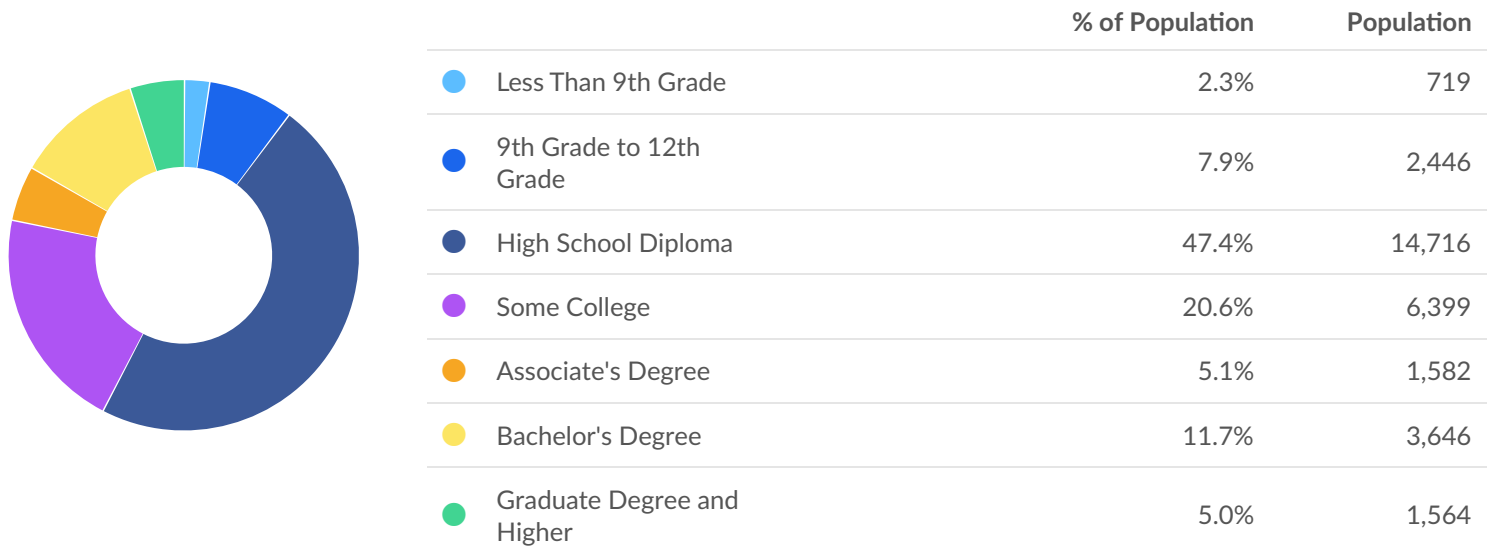 % of Population Population
Less Than 9th Grade 2.3% 719
9th Grade to 12th
Grade 7.9% 2,446
High School Diploma 47.4% 14,716
Some College 20.6% 6,399
Associate's Degree 5.1% 1,582
Bachelor's Degree 11.7% 3,646
Graduate Degree and
Higher 5.0% 1,564